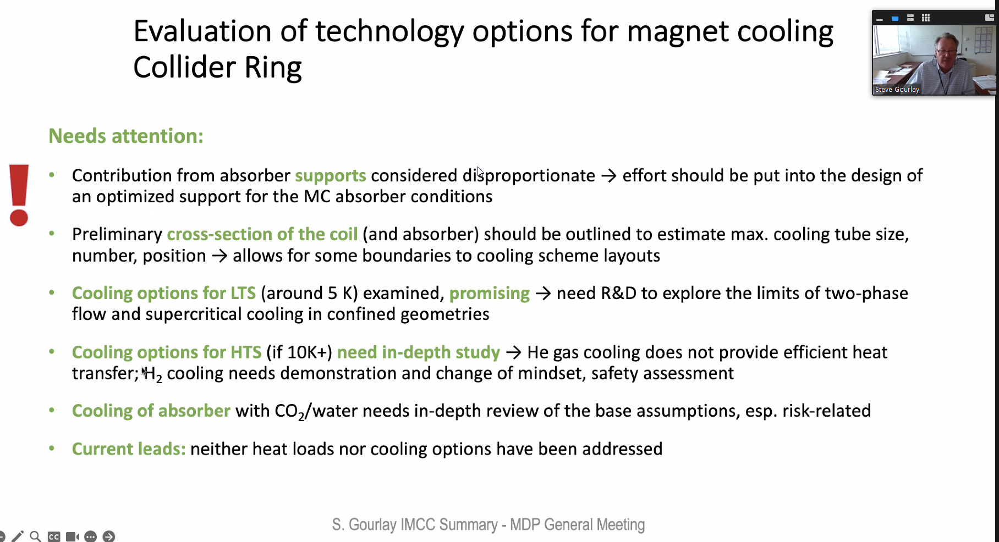 Evaluation of technology options for magnet cooling
Collider Ring
Steve Gourlay
Needs attention:
• Contribution from absorber supports considered disproportionate → effort should be put into the design of
an optimized support for the MC absorber conditions
• Preliminary cross-section of the coil (and absorber) should be outlined to estimate max. cooling tube size,
number, position → allows for some boundaries to cooling scheme layouts
• Cooling options for LTS (around 5 K) examined, promising → need R&D to explore the limits of two-phase
flow and supercritical cooling in confined geometries
• Cooling options for HTS (if 10K+) need in-depth study → He gas cooling does not provide efficient heat
transfer; H₂ cooling needs demonstration and change of mindset, safety assessment
• Cooling of absorber with CO₂/water needs in-depth review of the base assumptions, esp. risk-related
• Current leads: neither heat loads nor cooling options have been addressed
S. Gourlay IMCC Summary - MDP General Meeting
CC